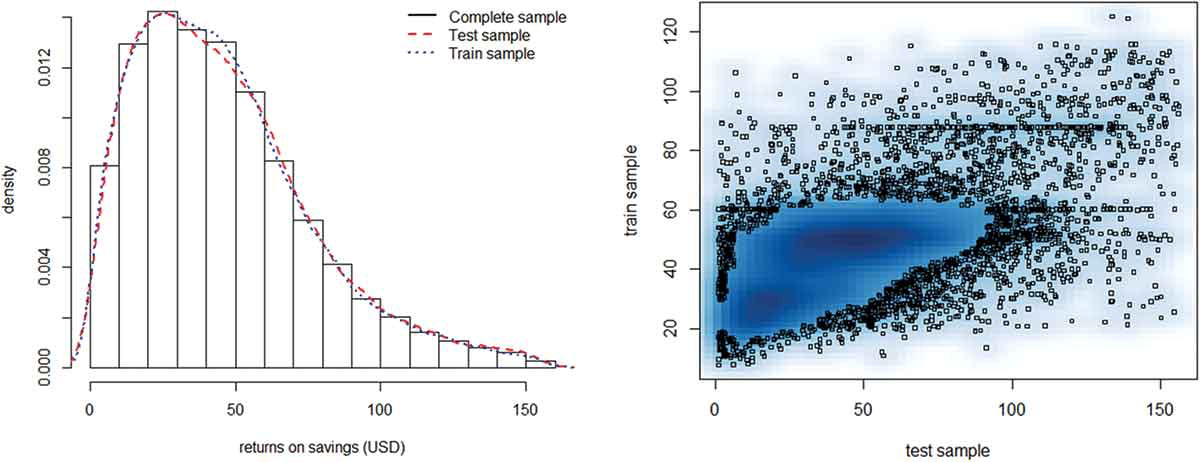 Complete sample
Test sample
Train sample
density
0.000
0.004
0.008
0.012
0
50
100
150
returns on savings (USD)
train sample
20
40
60
80
100
120
0
50
100
150
test sample